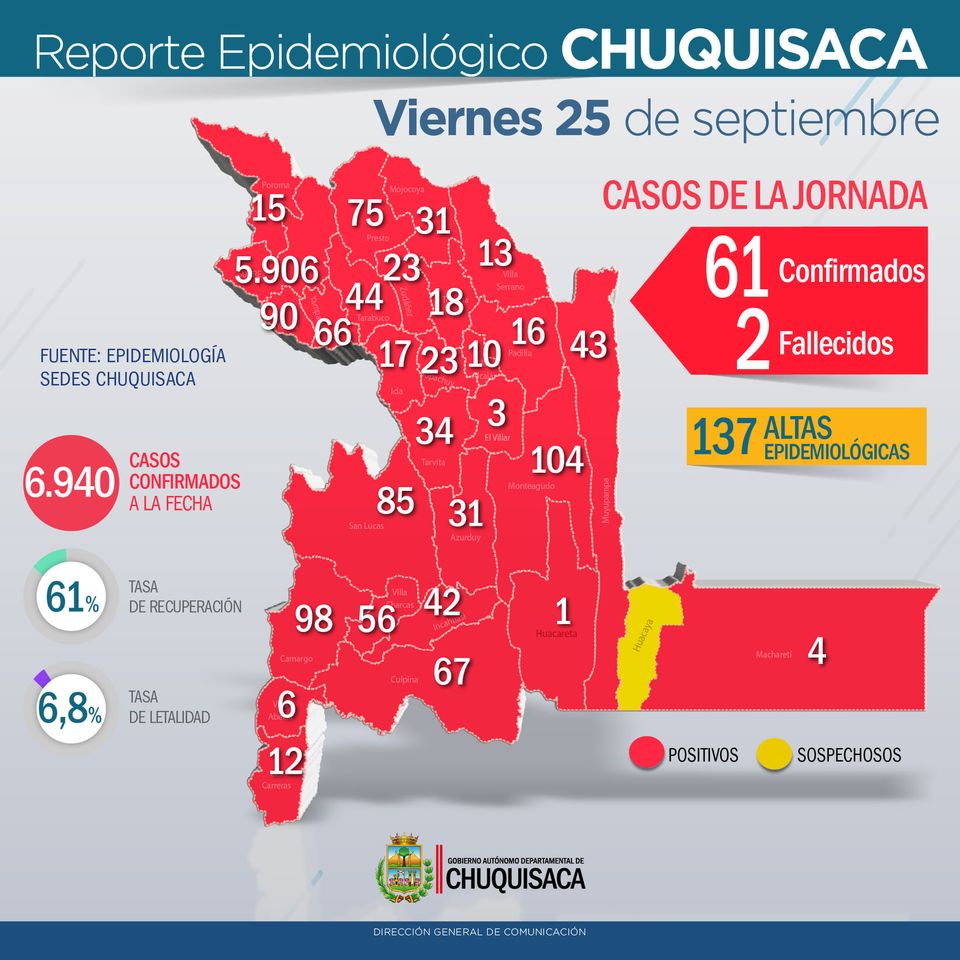 Reporte Epidemiológico CHUQUISACA
Viernes 25 de septiembre
CASOS DE LA JORNADA
61 Confirmados
2 Fallecidos
137 ALTAS
EPIDEMIOLÓGICAS
FUENTE: EPIDEMIOLOGÍA
SEDES CHUQUISACA
6.940 CASOS
CONFIRMADOS
A LA FECHA
61% TASA
DE RECUPERACIÓN
6,8% TASA
DE LETALIDAD
Poroma
15
Mojocoya
75
31
Presto
5.906
23
13
Villa
Serrano
44
18
Zudáñez
90
66
Tarabuco
16
43
17
23
10
Padilla
Icla
3
34
El Villar
104
Tarvita
Monteagudo
85
31
San Lucas
Azurduy
Muyupampa
Villa
98
56
42
1
Huacareta
Huacaya
Camargo
Machareti
4
Culpina
67
6
12
Carreras
POSITIVOS
SOSPECHOSOS
GOBIERNO AUTÓNOMO DEPARTAMENTAL DE
CHUQUISACA
DIRECCIÓN GENERAL DE COMUNICACIÓN